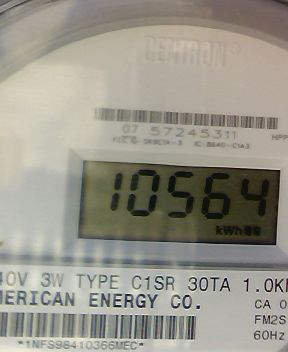 CENTRON®
07 57245311
10564
kWh
40V 3W TYPE C1SR 30TA 1.0K
MERICAN ENERGY CO.
CA 0
FM2S
60Hz
*1NFS98410366MEC*